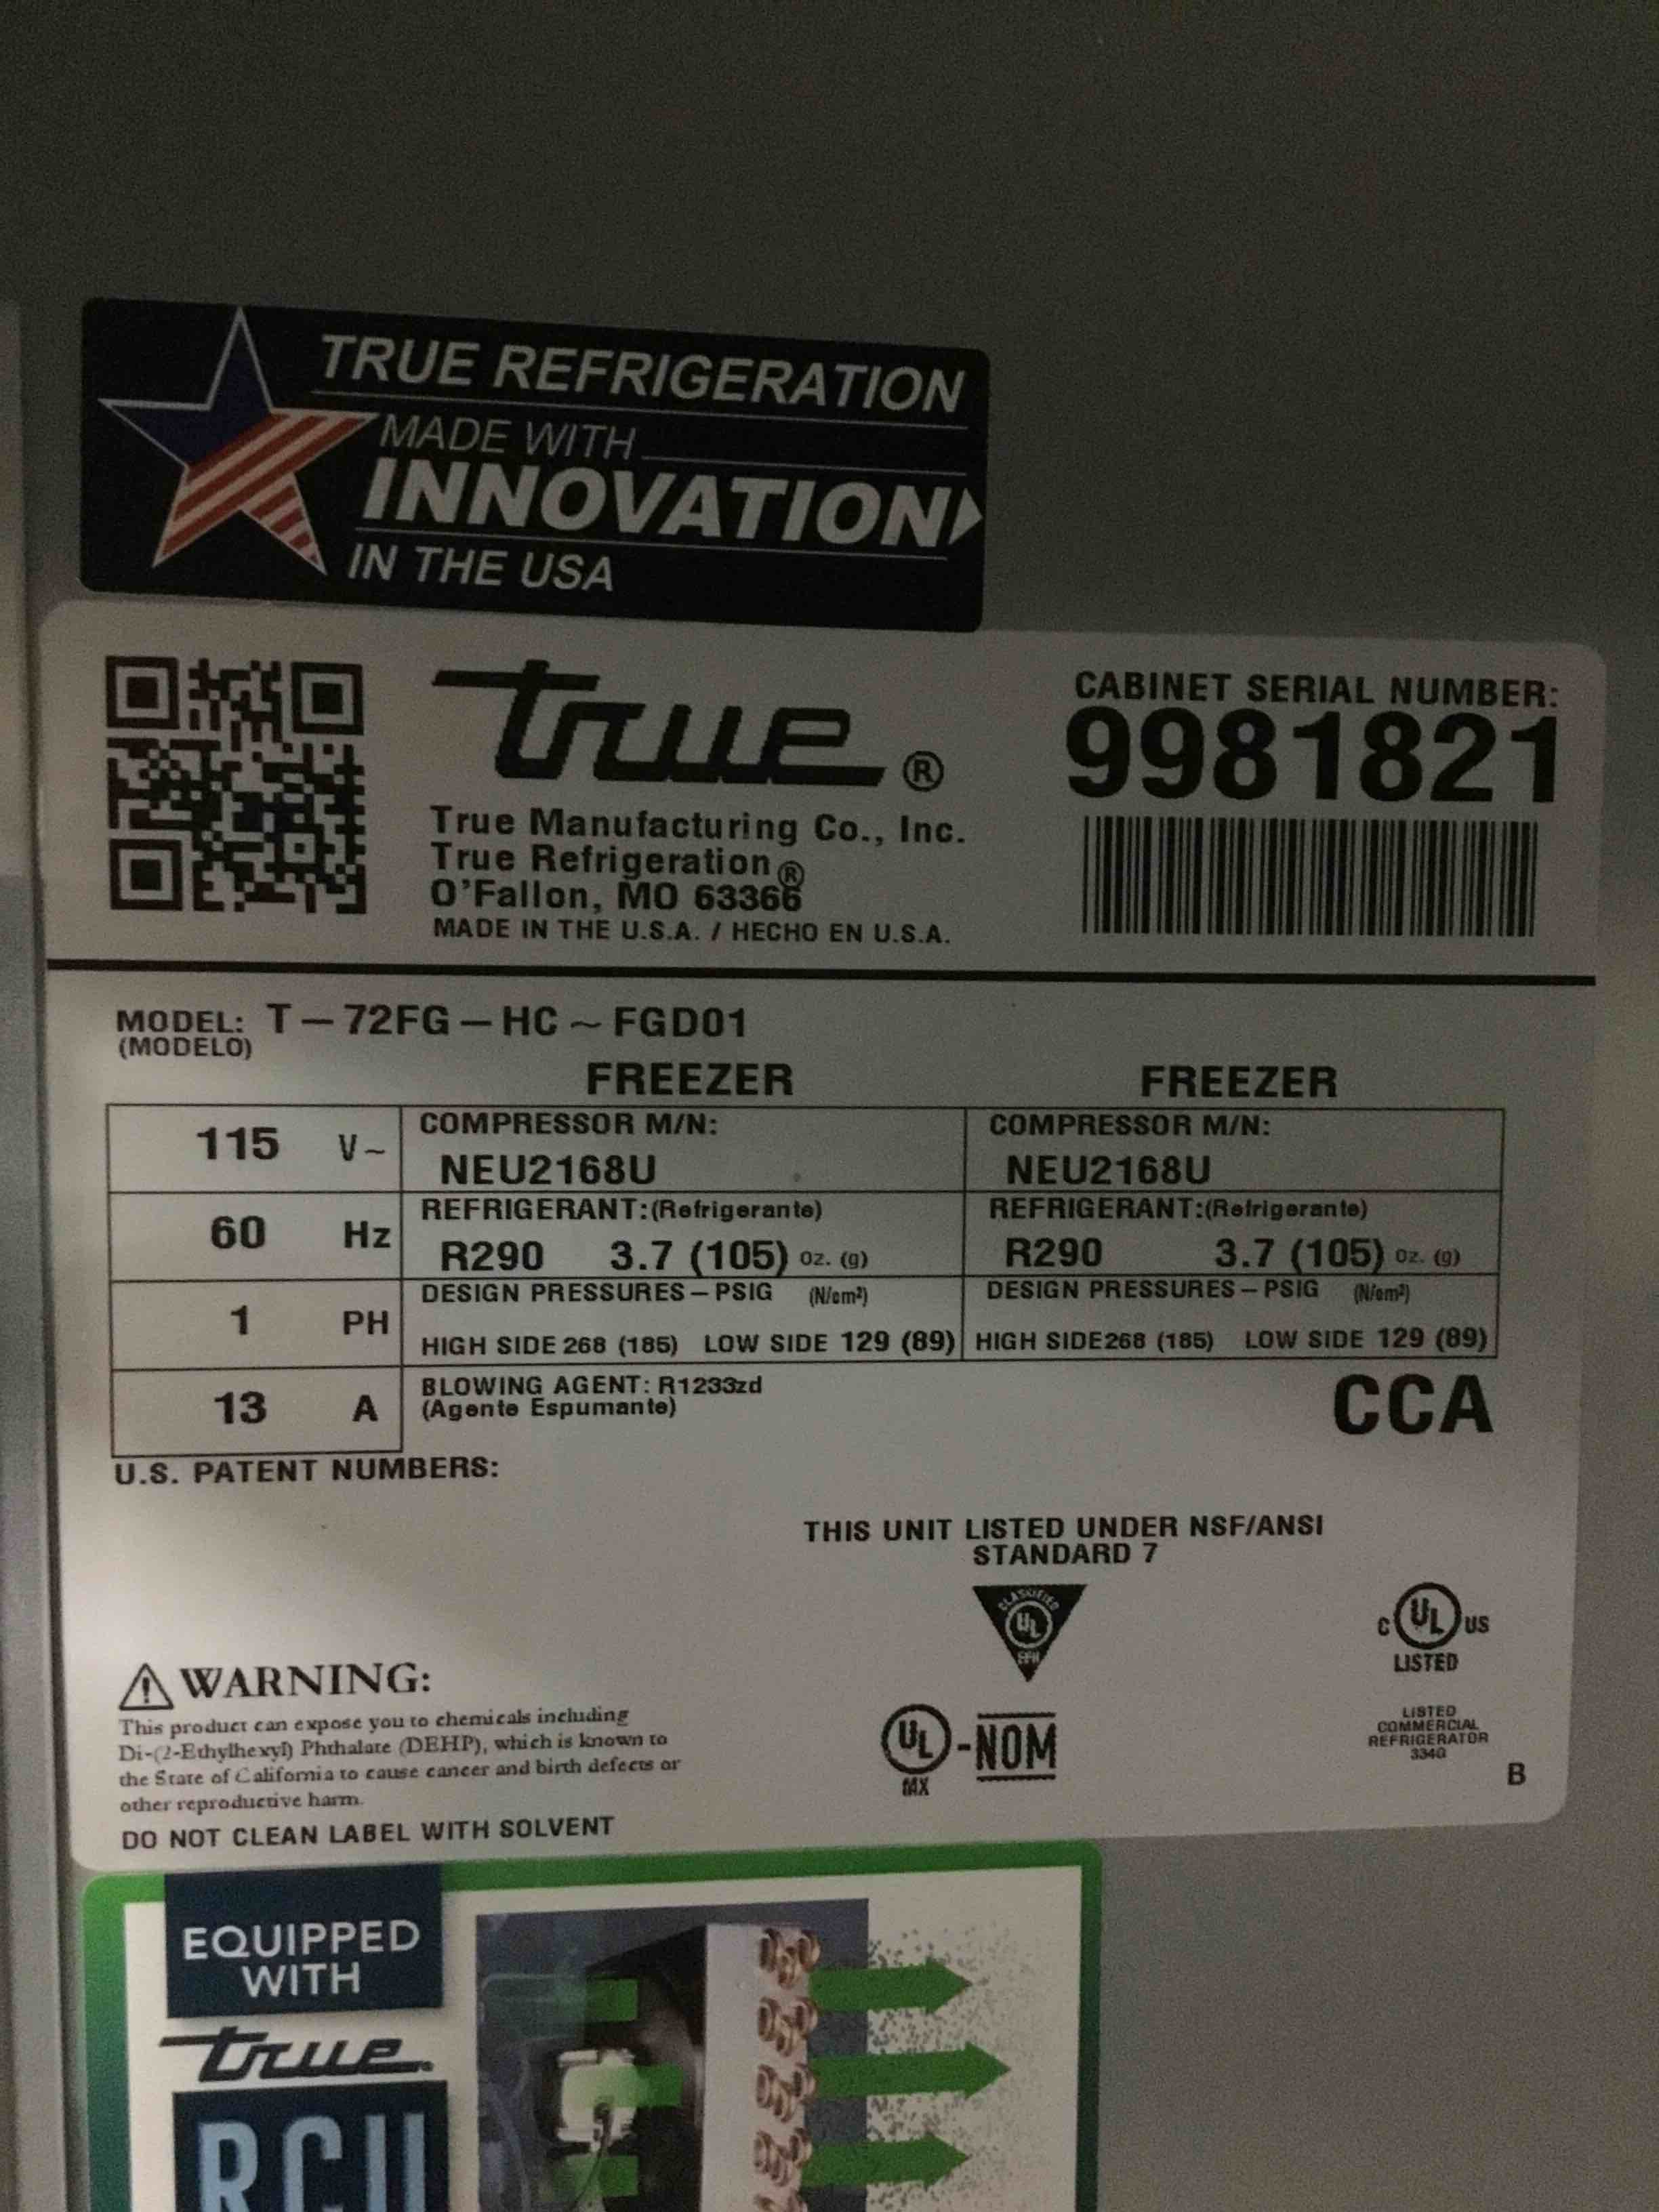 TRUE REFRIGERATION
MADE WITH
INNOVATION
IN THE USA
true®
True Manufacturing Co., Inc.
True Refrigeration®
O'Fallon, MO 63366
MADE IN THE U.S.A. / HECHO EN U.S.A.
CABINET SERIAL NUMBER:
9981821
MODEL: T-72FG-HC~FGD01
(MODELO)
FREEZER FREEZER
115 V~
60 Hz
1 PH
13 A
COMPRESSOR M/N:
NEU2168U
REFRIGERANT:(Refrigerante)
R290 3.7 (105) oz. (g)
DESIGN PRESSURES-PSIG (N/cm²)
HIGH SIDE 268 (185) LOW SIDE 129 (89)
COMPRESSOR M/N:
NEU2168U
REFRIGERANT:(Refrigerante)
R290 3.7 (105) oz. (g)
DESIGN PRESSURES-PSIG (N/cm²)
HIGH SIDE 268 (185) LOW SIDE 129 (89)
BLOWING AGENT: R1233zd
(Agente Espumante)
CCA
U.S. PATENT NUMBERS:
THIS UNIT LISTED UNDER NSF/ANSI
STANDARD 7
CLASSIFIED
UL
EPH
C UL US
LISTED
UL-NOM
MX
LISTED
COMMERCIAL
REFRIGERATOR
334G
B
WARNING:
This product can expose you to chemicals including
Di-(2-Ethylhexyl) Phthalate (DEHP), which is known to
the State of California to cause cancer and birth defects or
other reproductive harm.
DO NOT CLEAN LABEL WITH SOLVENT
EQUIPPED
WITH
true®
RCU